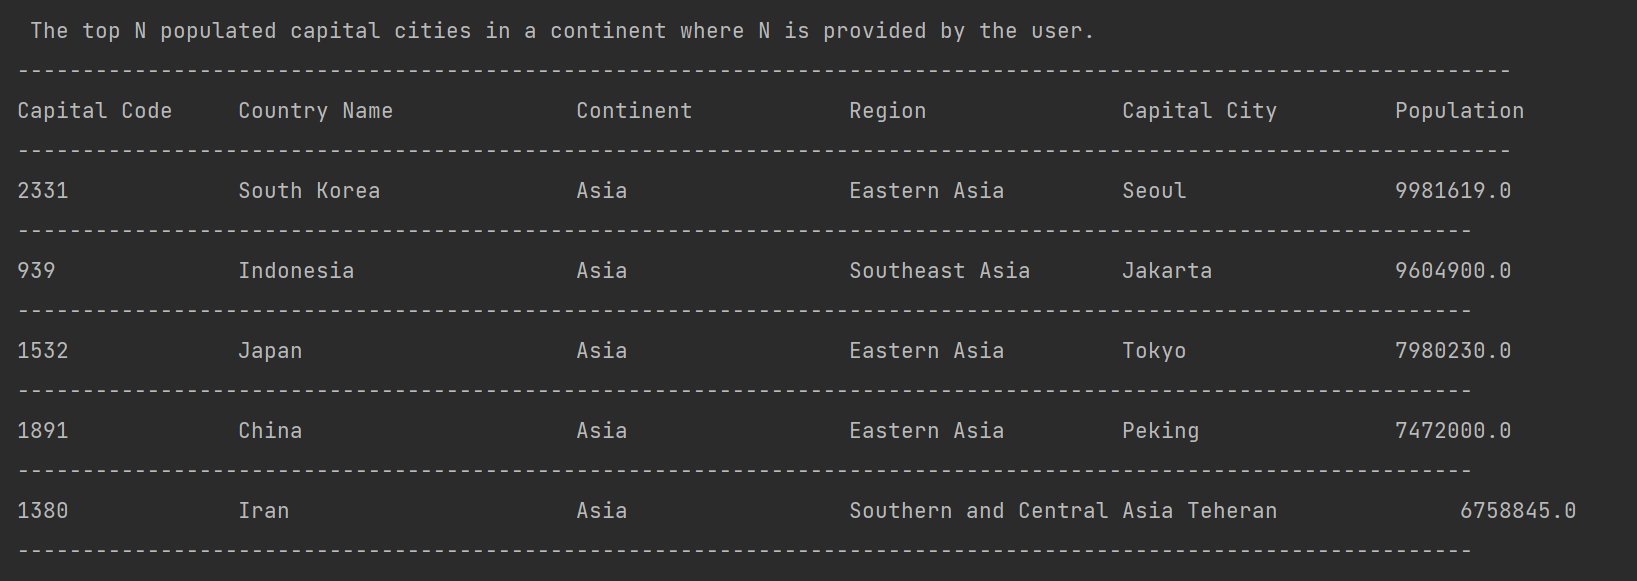 The top N populated capital cities in a continent where N is provided by the user.
-------------------------------------------------------------------------------------------------------------------
Capital Code     Country Name              Continent            Region               Capital City         Population
-------------------------------------------------------------------------------------------------------------------
2331             South Korea               Asia                 Eastern Asia         Seoul                9981619.0
----------------------------------------------------------------------------------------------------------------
939              Indonesia                 Asia                 Southeast Asia       Jakarta              9604900.0
----------------------------------------------------------------------------------------------------------------
1532             Japan                     Asia                 Eastern Asia         Tokyo                7980230.0
----------------------------------------------------------------------------------------------------------------
1891             China                     Asia                 Eastern Asia         Peking               7472000.0
----------------------------------------------------------------------------------------------------------------
1380             Iran                      Asia                 Southern and Central Asia Teheran              6758845.0
----------------------------------------------------------------------------------------------------------------